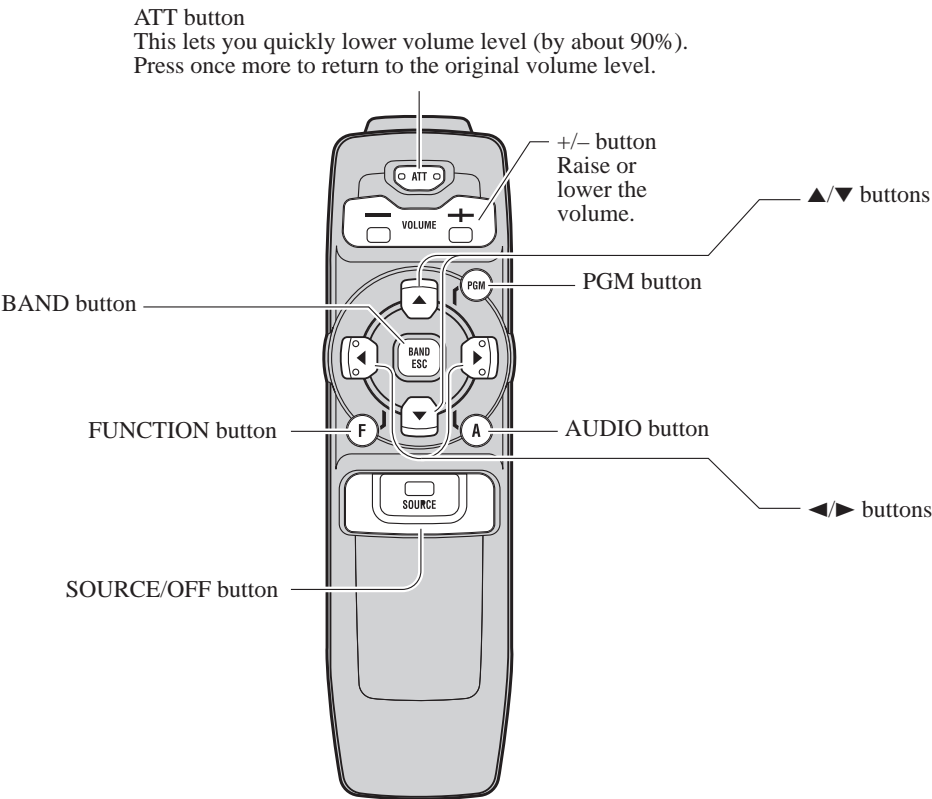 ATT button
This lets you quickly lower volume level (by about 90%).
Press once more to return to the original volume level.
+/– button
Raise or
lower the
volume.
▲/▼ buttons
ATT
VOLUME
PGM
PGM button
BAND button
BAND
ESC
FUNCTION button
F
A
AUDIO button
◄/► buttons
SOURCE
SOURCE/OFF button